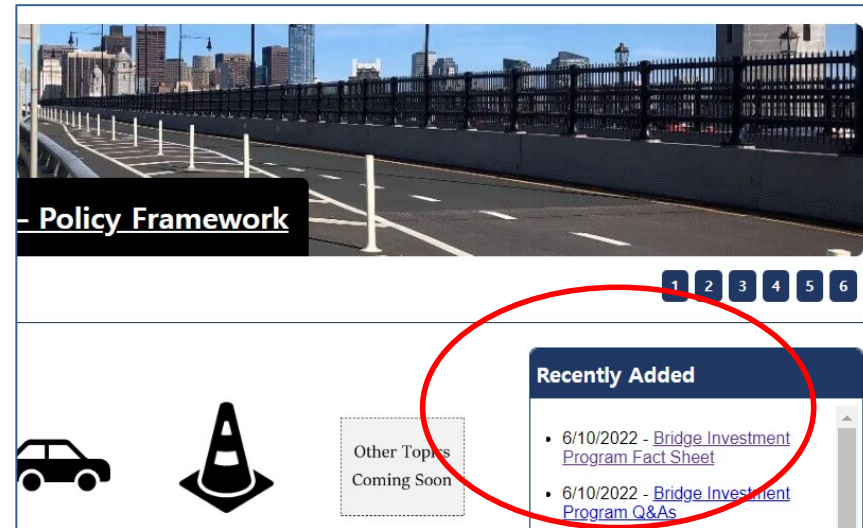 – Policy Framework
1 2 3 4 5 6
Recently Added
Other Topics
Coming Soon
• 6/10/2022 - Bridge Investment
Program Fact Sheet
• 6/10/2022 - Bridge Investment
Program Q&As